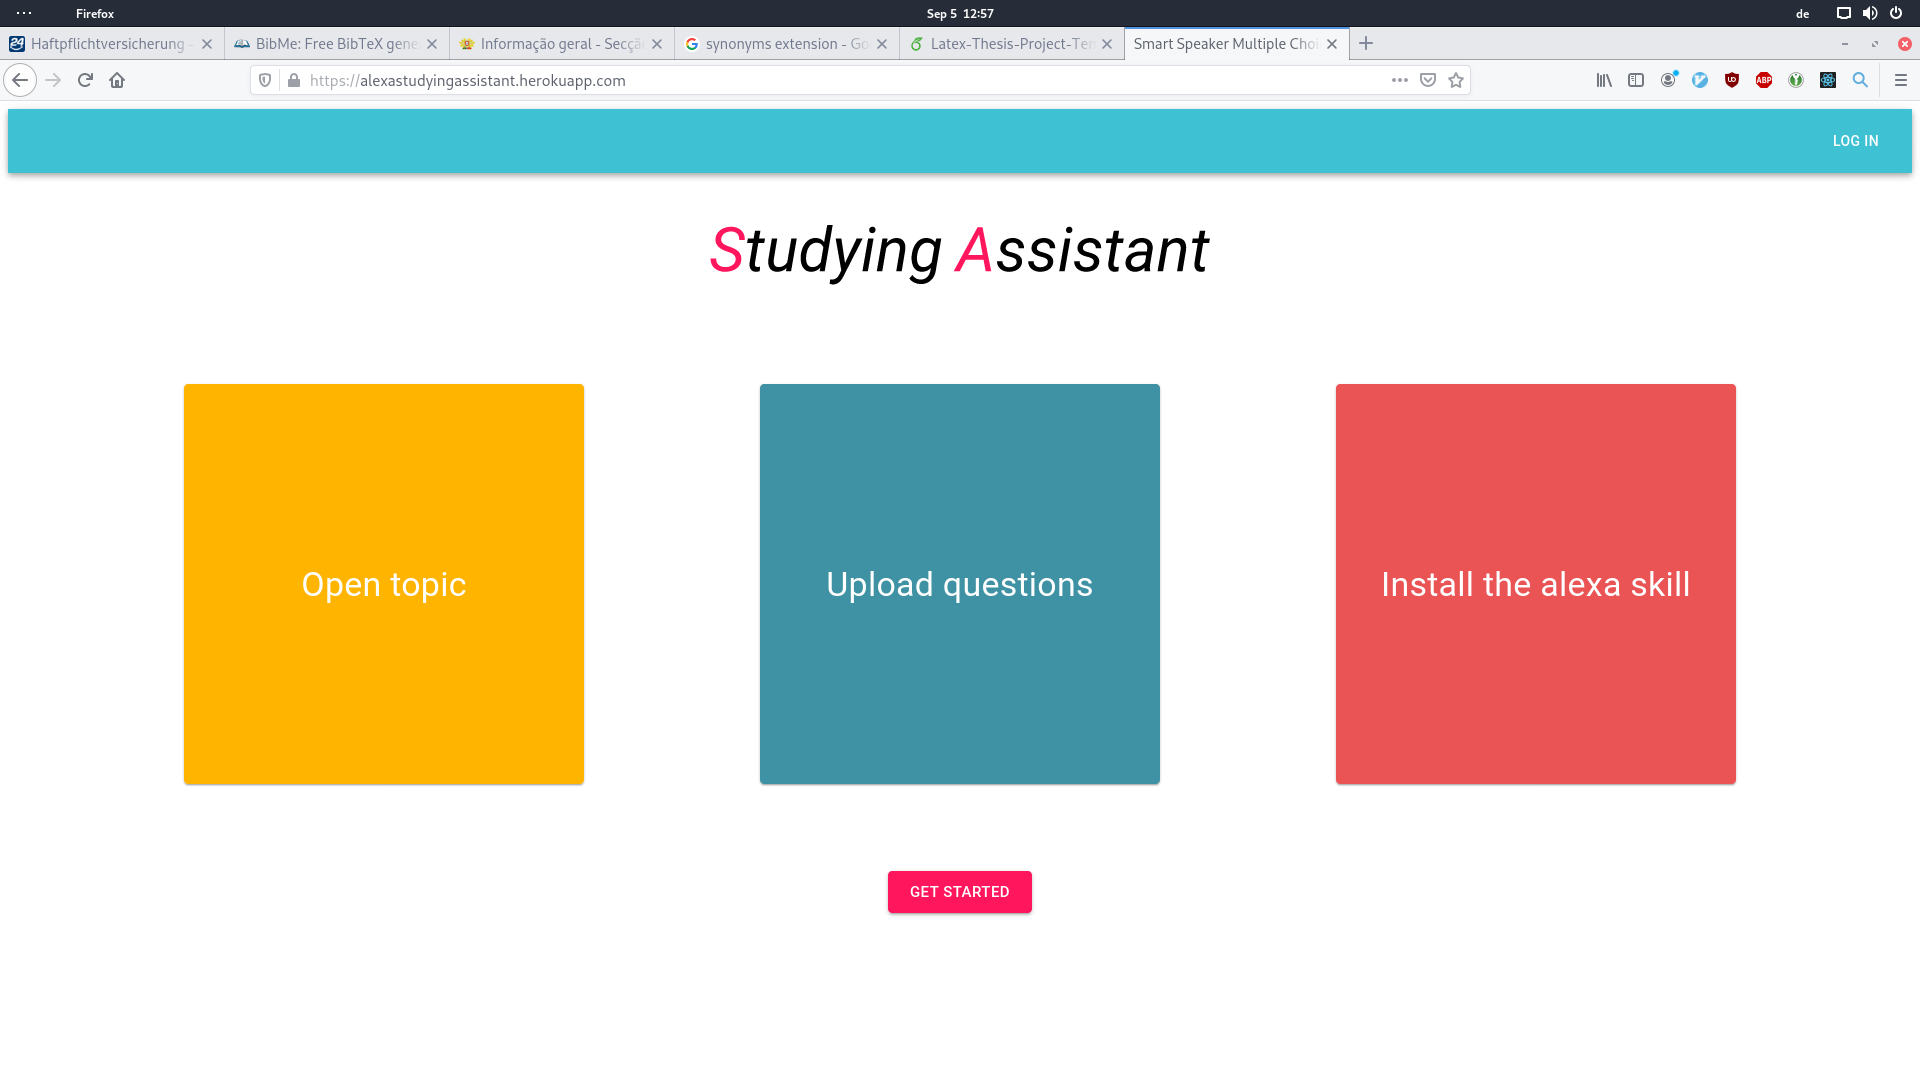 Firefox
Sep 5 12:57
de
Haftpflichtversicherung -
BibMe: Free BibTeX gene
Informação geral - Secçã
synonyms extension - Go
Latex-Thesis-Project-Tem
Smart Speaker Multiple Choi
https://alexastudyingassistant.herokuapp.com
ABP
LOG IN
Studying Assistant
Open topic
Upload questions
Install the alexa skill
GET STARTED